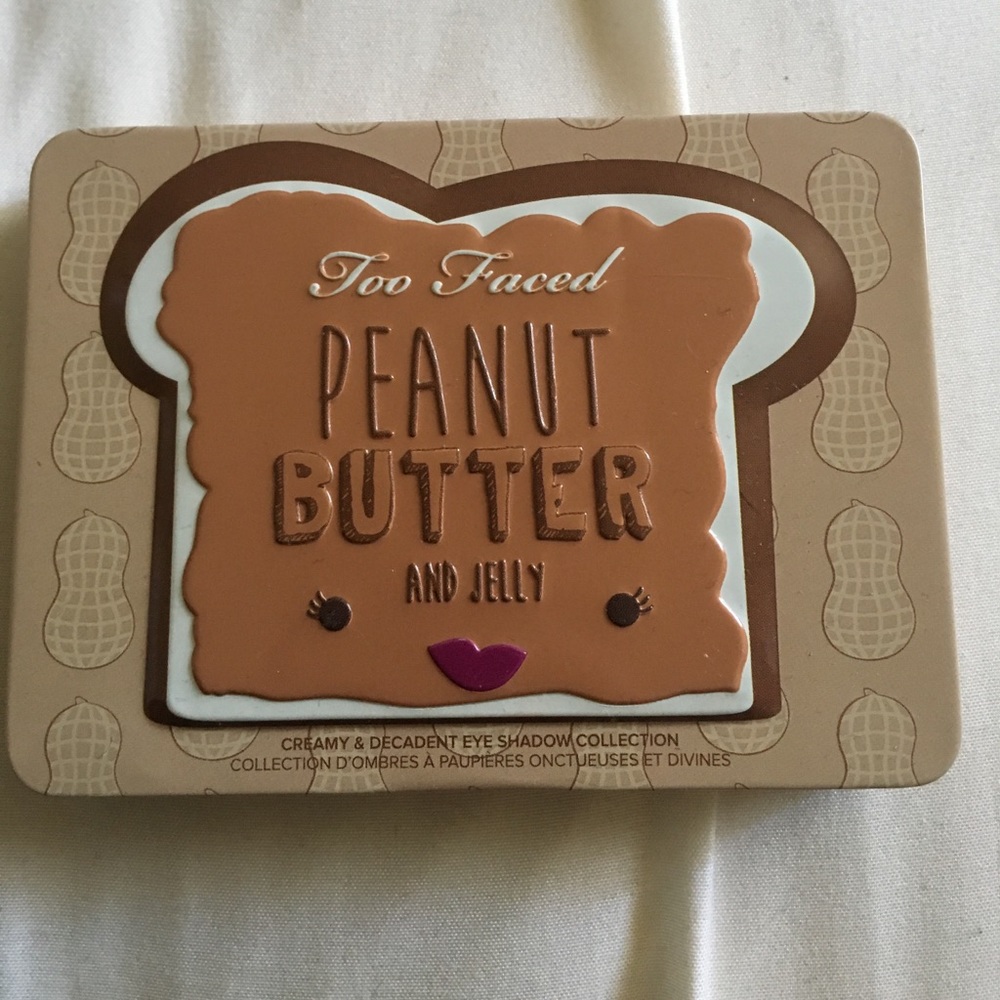 Too Faced
PEANUT
BUTTER
AND JELLY
CREAMY & DECADENT EYE SHADOW COLLECTION
COLLECTION D'OMBRES À PAUPIÈRES ONCTUEUSES ET DIVINES